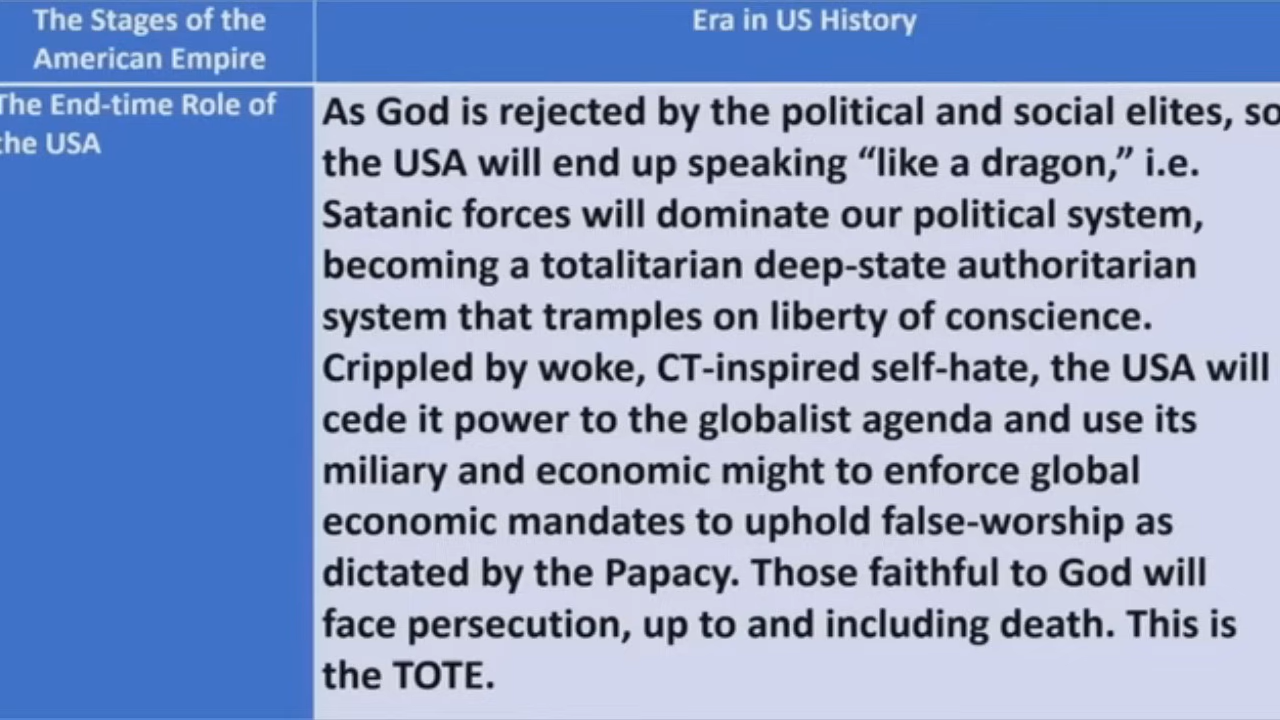 The Stages of the
American Empire
Era in US History
The End-time Role of
the USA
As God is rejected by the political and social elites, so
the USA will end up speaking “like a dragon,” i.e.
Satanic forces will dominate our political system,
becoming a totalitarian deep-state authoritarian
system that tramples on liberty of conscience.
Crippled by woke, CT-inspired self-hate, the USA will
cede it power to the globalist agenda and use its
miliary and economic might to enforce global
economic mandates to uphold false-worship as
dictated by the Papacy. Those faithful to God will
face persecution, up to and including death. This is
the TOTE.